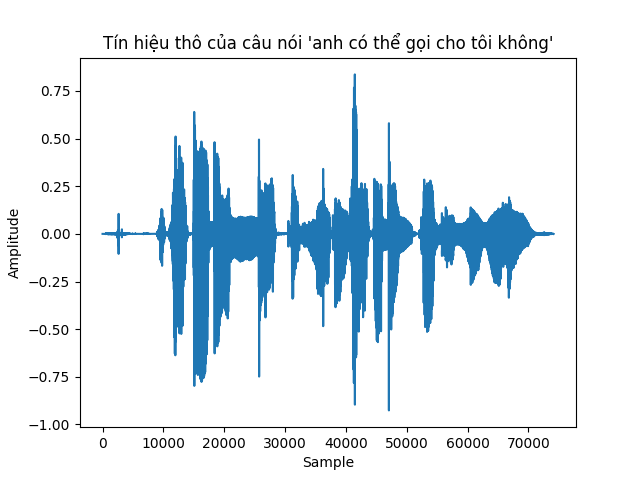 Tín hiệu thô của câu nói 'anh có thể gọi cho tôi không'
Amplitude
0.75
0.50
0.25
0.00
−0.25
−0.50
−0.75
−1.00
0 10000 20000 30000 40000 50000 60000 70000
Sample